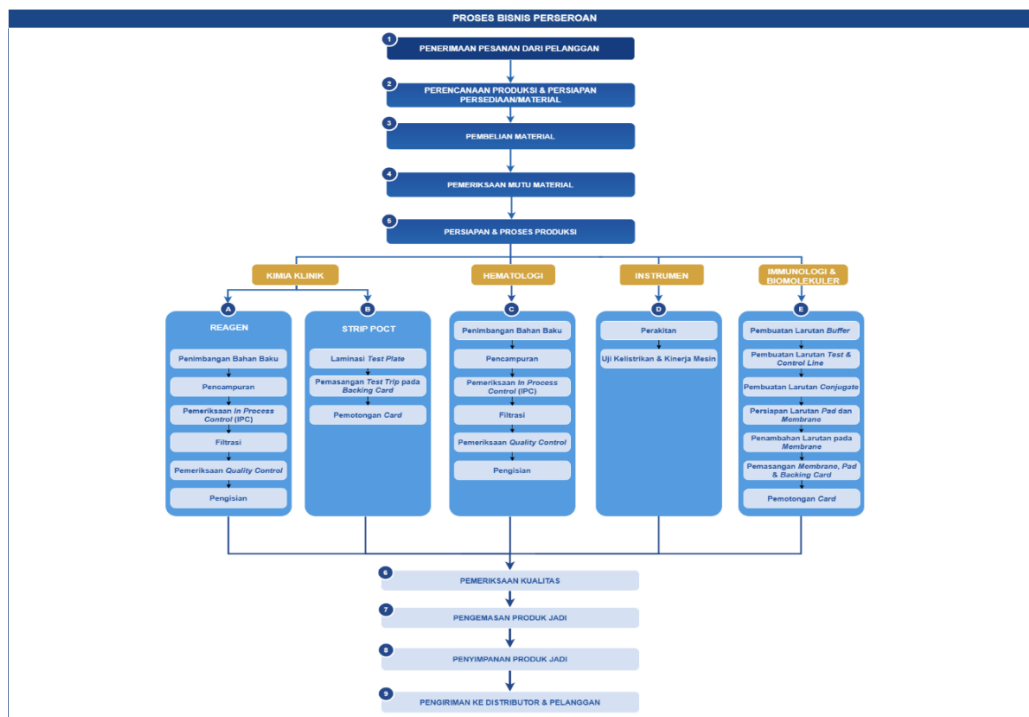 PROSES BISNIS PERSEROAN
1
PENERIMAAN PESANAN DARI PELANGGAN
2
PERENCANAAN PRODUKSI & PERSIAPAN
PERSEDIAAN/MATERIAL
3
PEMBELIAN MATERIAL
4
PEMERIKSAAN MUTU MATERIAL
5
PERSIAPAN & PROSES PRODUKSI
KIMIA KLINIK
HEMATOLOGI
INSTRUMEN
IMMUNOLOGI &
BIOMOLEKULER
A
REAGEN
Penimbangan Bahan Baku
Pencampuran
Pemeriksaan In Process
Control (IPC)
Filtrasi
Pemeriksaan Quality Control
Pengisian
B
STRIP POCT
Laminasi Test Plate
Pemasangan Test Trip pada
Backing Card
Pemotongan Card
C
Penimbangan Bahan Baku
Pencampuran
Pemeriksaan In Process
Control (IPC)
Filtrasi
Pemeriksaan Quality Control
Pengisian
D
Perakitan
Uji Kelistrikan & Kinerja Mesin
E
Pembuatan Larutan Buffer
Pembuatan Larutan Test &
Control Line
Pembuatan Larutan Conjugate
Persiapan Larutan Pad dan
Membrane
Penambahan Larutan pada
Membrane
Pemasangan Membrane, Pad
& Backing Card
Pemotongan Card
6
PEMERIKSAAN KUALITAS
7
PENGEMASAN PRODUK JADI
8
PENYIMPANAN PRODUK JADI
9
PENGIRIMAN KE DISTRIBUTOR & PELANGGAN